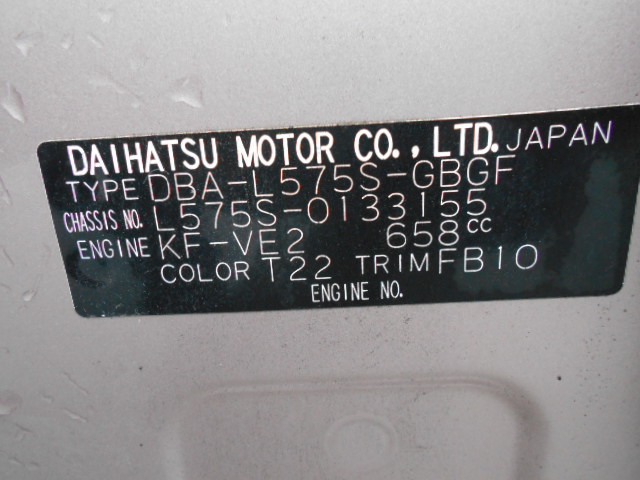 DAIHATSU MOTOR CO., LTD. JAPAN
TYPE DBA-L575S-GBGF
CHASSIS NO. L575S-0133155
ENGINE KF-VE2 658cc
COLOR T22 TRIM FB10
ENGINE NO.